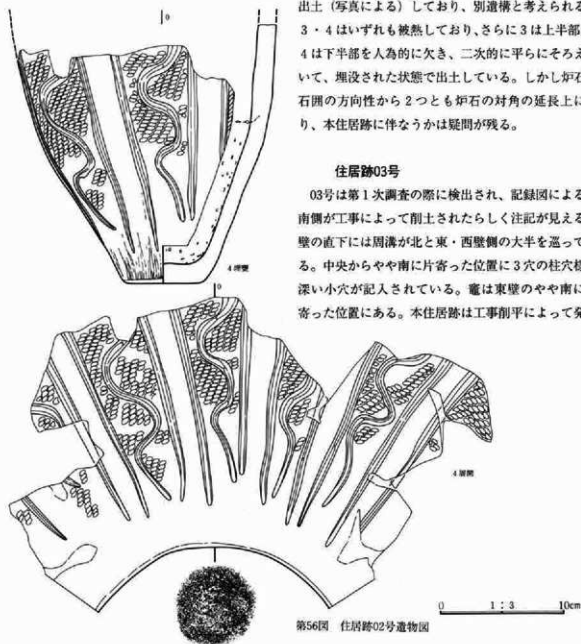 出土（写真による）しており、別遺構と考えられる
3・4はいずれも被熱しており、さらに3は上半部
4は下半部を人為的に欠き、二次的に平らにそろえ
いて、埋没された状態で出土している。しかし炉石
石囲の方向性から2つとも炉石の対角の延長上に
り、本住居跡に伴なうかは疑問が残る。
住居跡03号
03号は第1次調査の際に検出され、記録図による
南側が工事によって削土されたらしく注記が見える
壁の直下には周溝が北と東・西壁側の大半を巡って
る。中央からやや南に片寄った位置に3穴の柱穴様
深い小穴が記入されている。竈は東壁のやや南に
寄った位置にある。本住居跡は工事削平によって発
0
4埋甕
0
4展開
第56図　住居跡02号遺物図
0　1：3　10cm